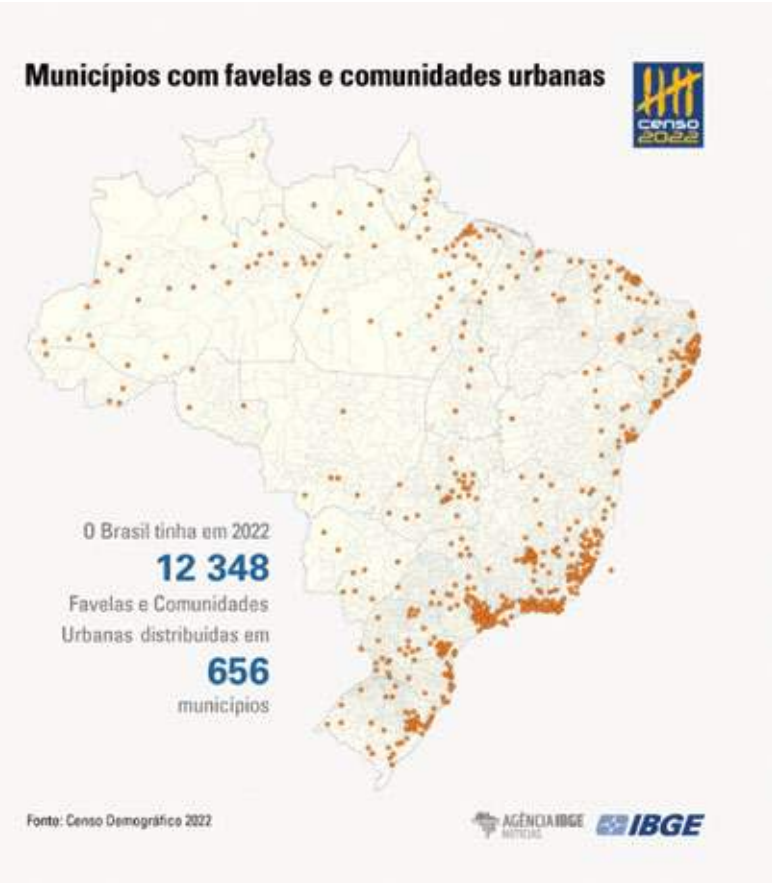 Municípios com favelas e comunidades urbanas
censo
2022
O Brasil tinha em 2022
12 348
Favelas e Comunidades
Urbanas distribuídas em
656
municípios
Fonte: Censo Demográfico 2022
AGÊNCIA IBGE
NOTÍCIAS
IBGE